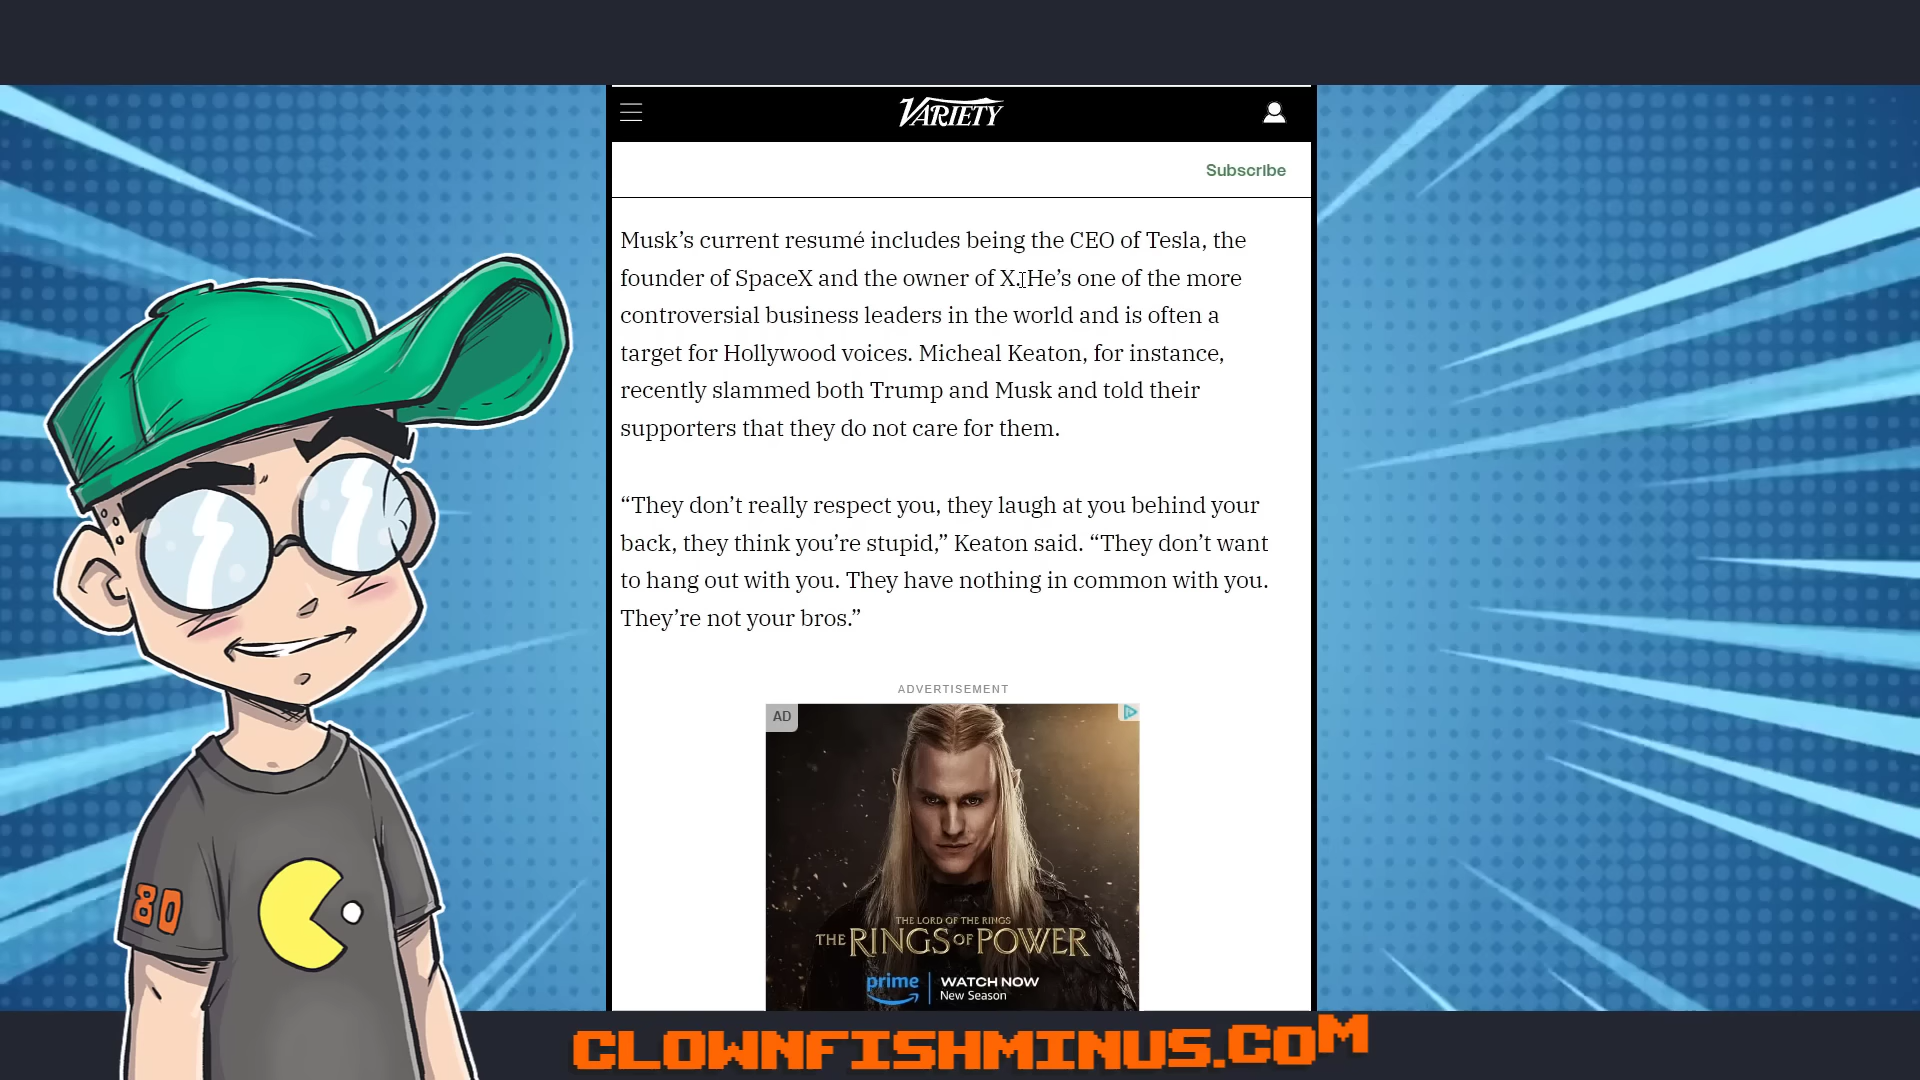 VARIETY
Subscribe
Musk’s current resumé includes being the CEO of Tesla, the
founder of SpaceX and the owner of X. He’s one of the more
controversial business leaders in the world and is often a
target for Hollywood voices. Micheal Keaton, for instance,
recently slammed both Trump and Musk and told their
supporters that they do not care for them.
“They don’t really respect you, they laugh at you behind your
back, they think you’re stupid,” Keaton said. “They don’t want
to hang out with you. They have nothing in common with you.
They’re not your bros.”
ADVERTISEMENT
AD
THE LORD OF THE RINGS
THE RINGS OF POWER
prime
WATCH NOW
New Season
80
CLOWNFISHMINUS.COM